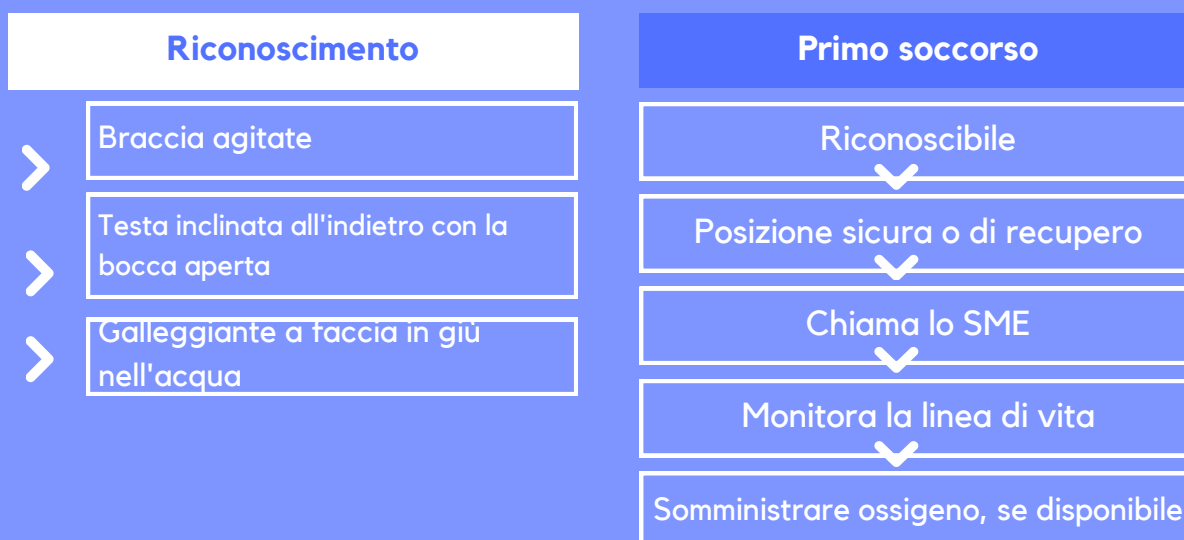 Riconoscimento
Braccia agitate
Testa inclinata all'indietro con la
bocca aperta
Galleggiante a faccia in giù
nell'acqua
Primo soccorso
Riconoscibile
Posizione sicura o di recupero
Chiama lo SME
Monitora la linea di vita
Somministrare ossigeno, se disponibile